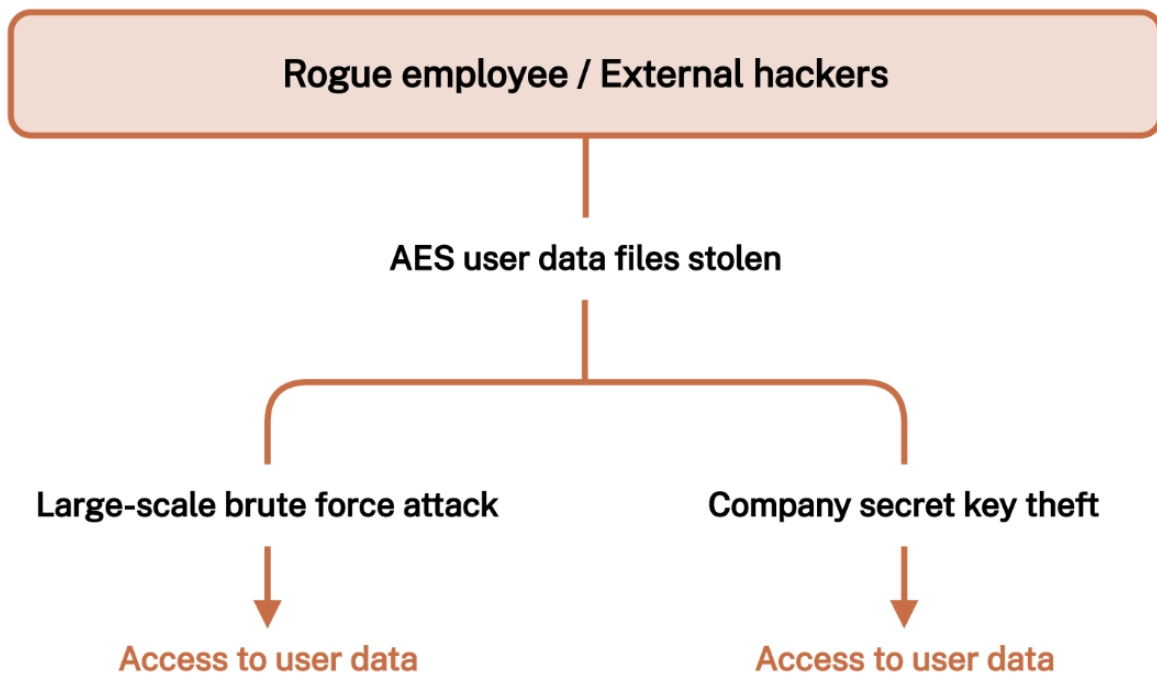 Rogue employee / External hackers
AES user data files stolen
Large-scale brute force attack
Company secret key theft
Access to user data
Access to user data